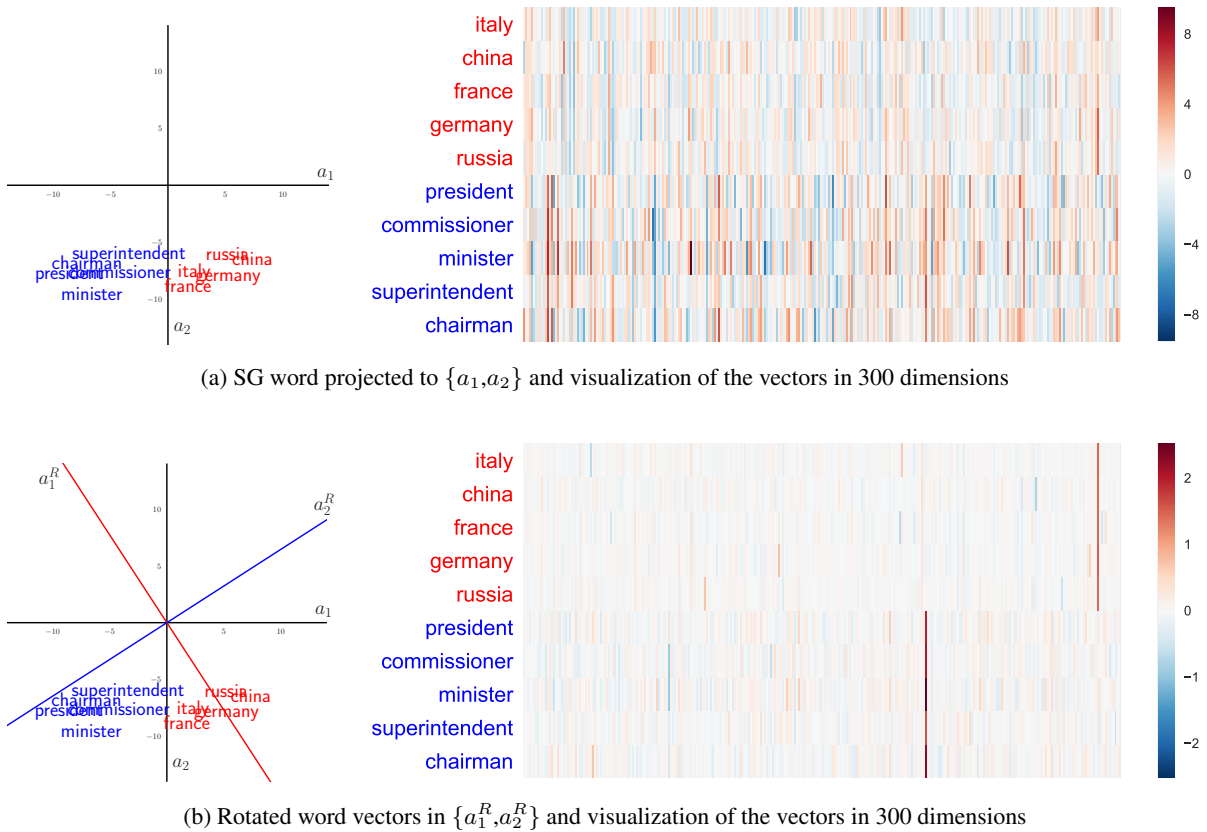 10
5
a₁
−10
−5
5
10
−5
superintendent
russia
chairman
china
president
commissioner
italy
germany
france
minister
−10
a₂
italy
china
france
germany
russia
president
commissioner
minister
superintendent
chairman
8
4
0
−4
−8
(a) SG word projected to {a₁,a₂} and visualization of the vectors in 300 dimensions
a₁ᴿ
a₂ᴿ
10
5
a₁
−10
−5
5
10
−5
superintendent
russia
chairman
china
president
commissioner
italy
germany
france
minister
−10
a₂
italy
china
france
germany
russia
president
commissioner
minister
superintendent
chairman
2
1
0
−1
−2
(b) Rotated word vectors in {a₁ᴿ,a₂ᴿ} and visualization of the vectors in 300 dimensions